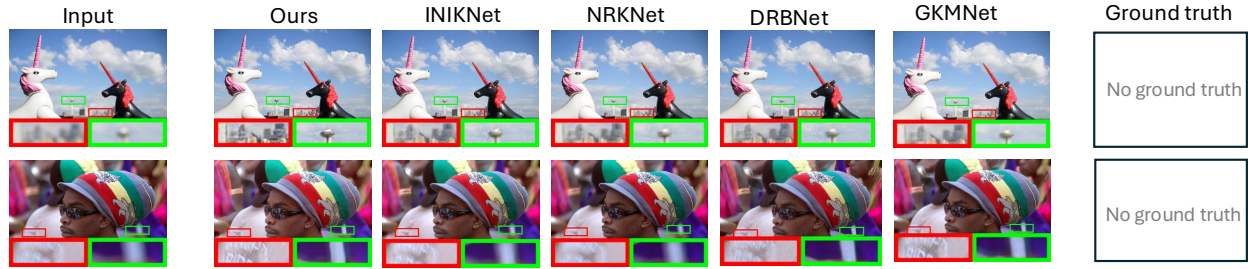 Input Ours INIKNet NRKNet DRBNet GKMNet Ground truth
No ground truth
No ground truth